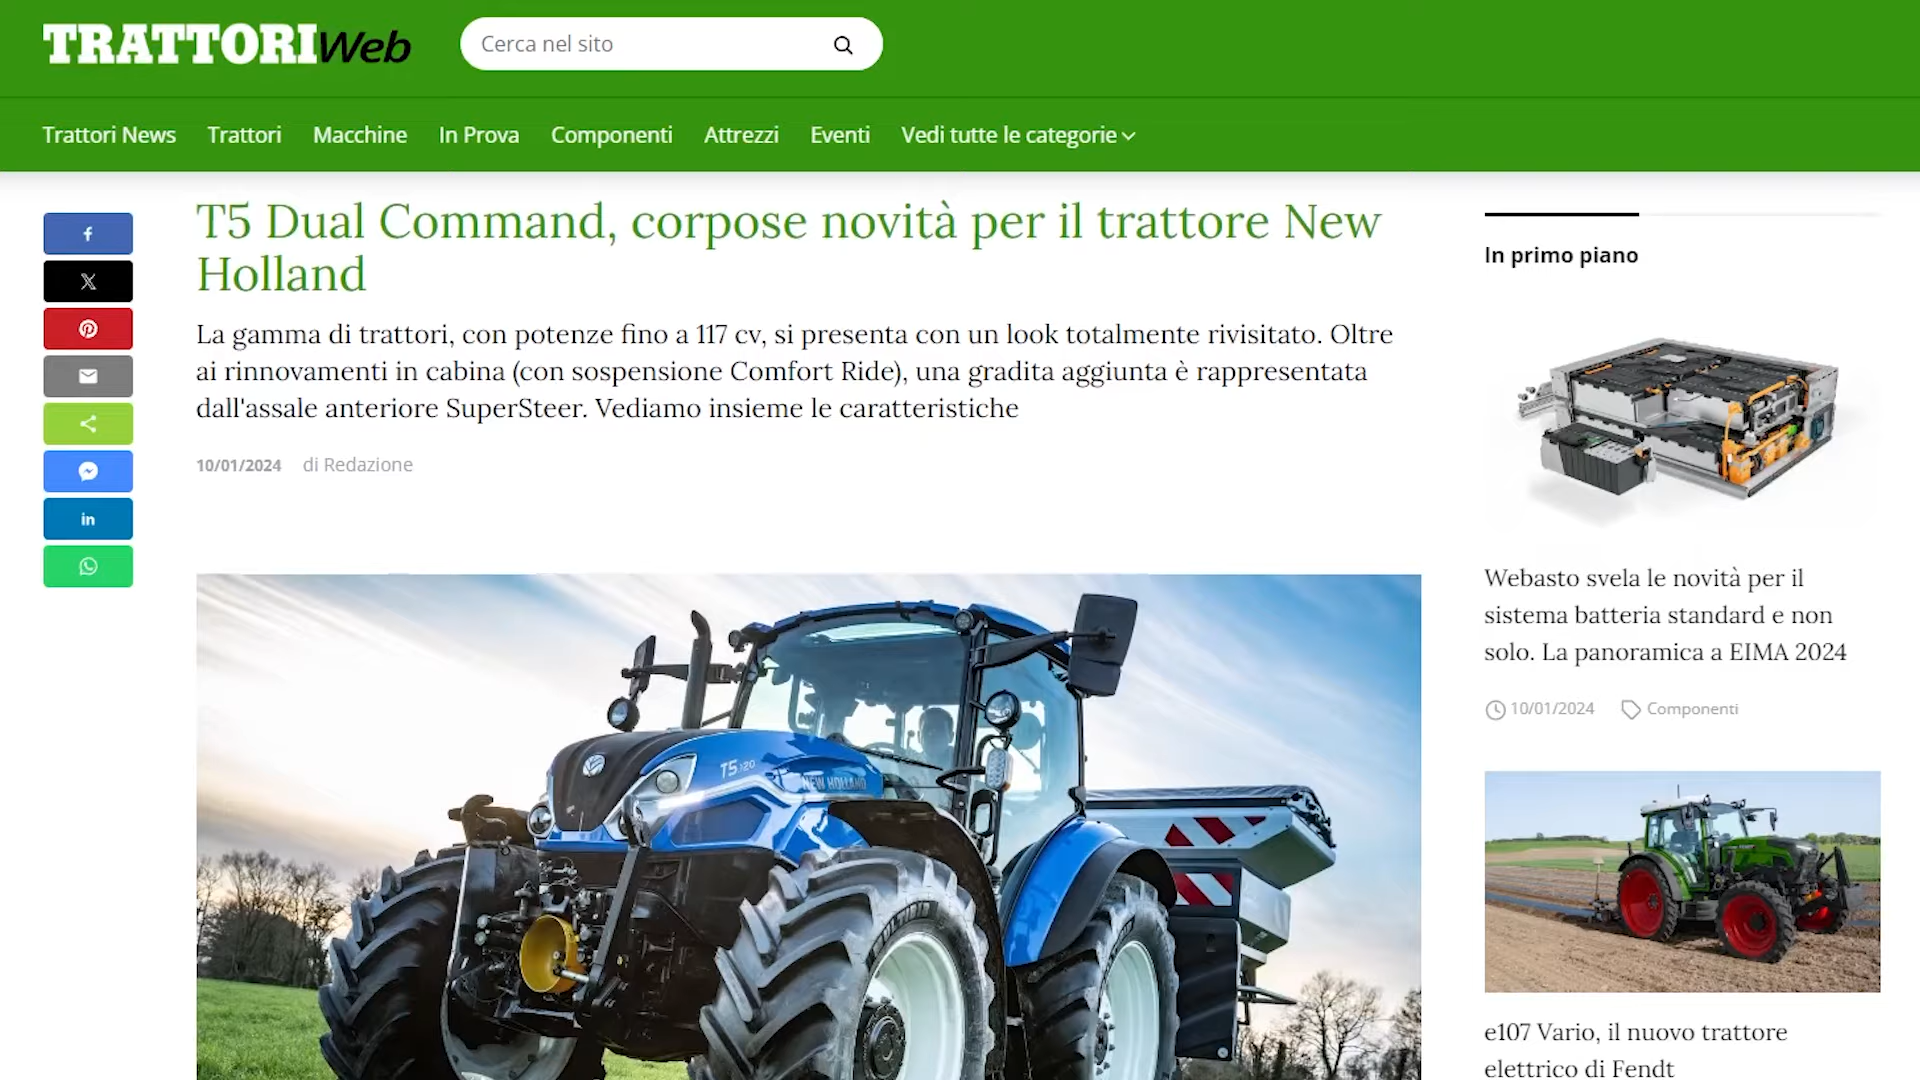 TRATTORIWeb
Cerca nel sito
Trattori News Trattori Macchine In Prova Componenti Attrezzi Eventi Vedi tutte le categorie
T5 Dual Command, corpose novità per il trattore New
Holland
La gamma di trattori, con potenze fino a 117 cv, si presenta con un look totalmente rivisitato. Oltre
ai rinnovamenti in cabina (con sospensione Comfort Ride), una gradita aggiunta è rappresentata
dall'assale anteriore SuperSteer. Vediamo insieme le caratteristiche
10/01/2024 di Redazione
T5.120
NEW HOLLAND
in
In primo piano
Webasto svela le novità per il
sistema batteria standard e non
solo. La panoramica a EIMA 2024
10/01/2024 Componenti
e107 Vario, il nuovo trattore
elettrico di Fendt